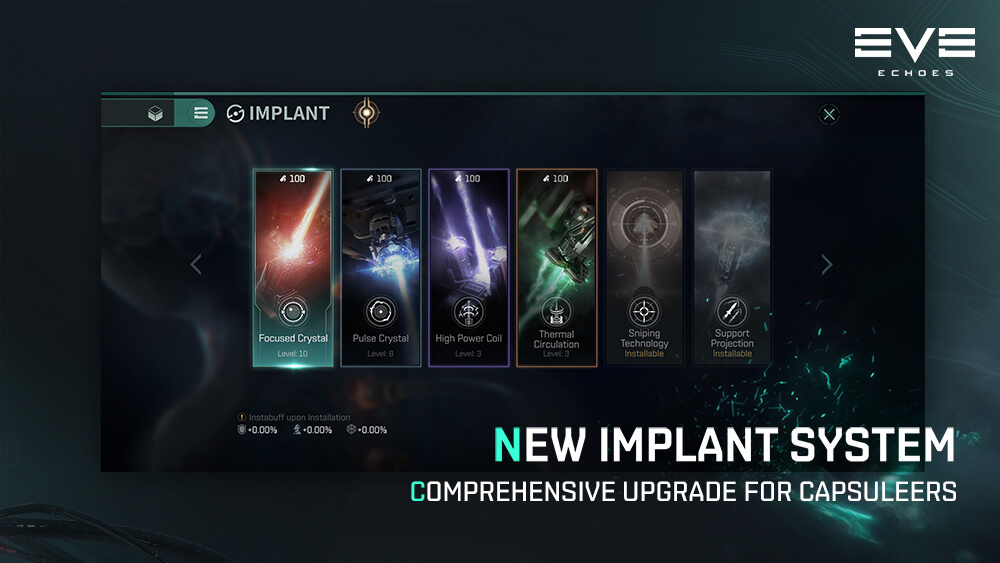 EVE
ECHOES
IMPLANT
100
100
100
100
Focused Crystal
Level: 10
Pulse Crystal
Level: 8
High Power Coil
Level: 3
Thermal
Circulation
Level: 3
Sniping
Technology
Installable
Support
Projection
Installable
Instabuff upon Installation
+0.00% +0.00% +0.00%
NEW IMPLANT SYSTEM
COMPREHENSIVE UPGRADE FOR CAPSULEERS